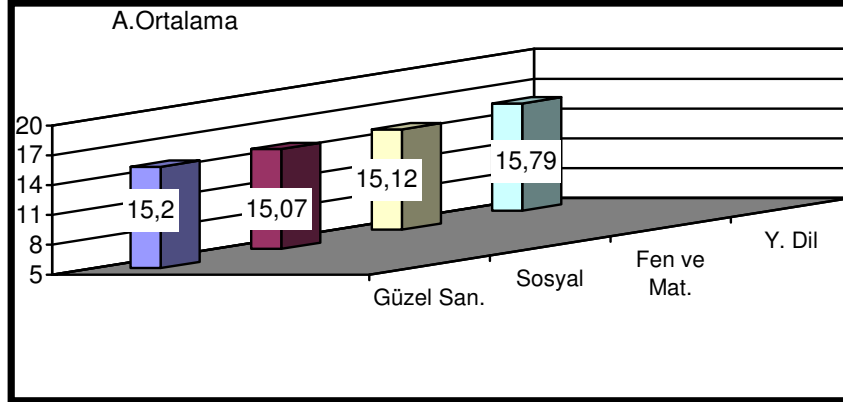 A.Ortalama
20
17
14
11
8
5
15,2
15,07
15,12
15,79
Güzel San.
Sosyal
Fen ve
Mat.
Y. Dil